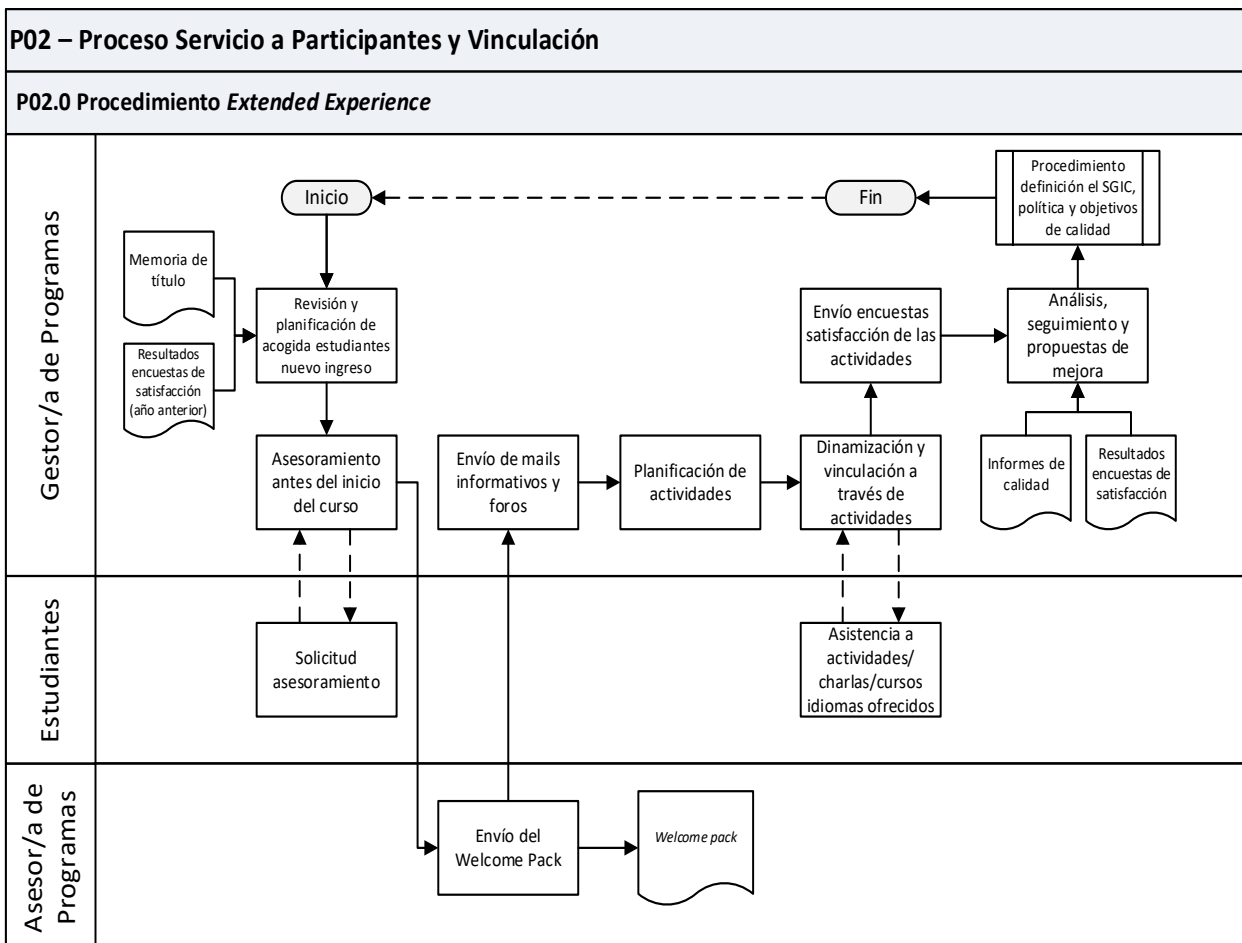 P02 – Proceso Servicio a Participantes y Vinculación
P02.0 Procedimiento Extended Experience
Gestor/a de Programas
Inicio
Fin
Procedimiento
definición el SGIC,
política y objetivos
de calidad
Memoria de
título
Resultados
encuestas de
satisfacción
(año anterior)
Revisión y
planificación de
acogida estudiantes
nuevo ingreso
Envío encuestas
satisfacción de las
actividades
Análisis,
seguimiento y
propuestas de
mejora
Asesoramiento
antes del inicio
del curso
Envío de mails
informativos y
foros
Planificación de
actividades
Dinamización y
vinculación a
través de
actividades
Informes de
calidad
Resultados
encuestas de
satisfacción
Estudiantes
Solicitud
asesoramiento
Asistencia a
actividades/
charlas/cursos
idiomas ofrecidos
Asesor/a de
Programas
Envío del
Welcome Pack
Welcome pack